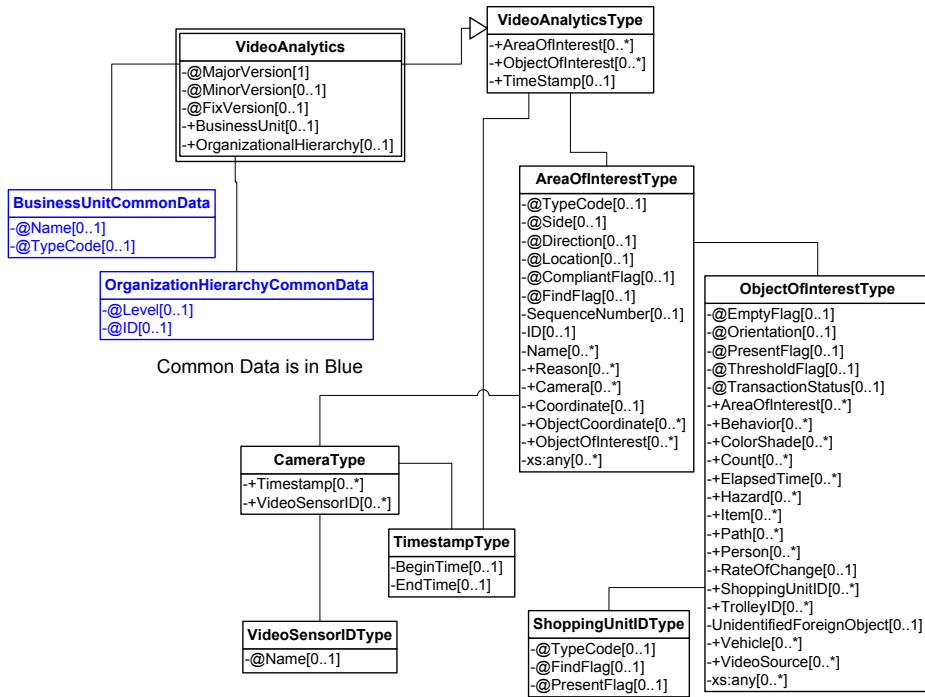 VideoAnalyticsType
-+AreaOfInterest[0..*]
-+ObjectOfInterest[0..*]
-+TimeStamp[0..1]
VideoAnalytics
-@MajorVersion[1]
-@MinorVersion[0..1]
-@FixVersion[0..1]
-+BusinessUnit[0..1]
-+OrganizationalHierarchy[0..1]
BusinessUnitCommonData
-@Name[0..1]
-@TypeCode[0..1]
OrganizationHierarchyCommonData
-@Level[0..1]
-@ID[0..1]
Common Data is in Blue
AreaOfInterestType
-@TypeCode[0..1]
-@Side[0..1]
-@Direction[0..1]
-@Location[0..1]
-@CompliantFlag[0..1]
-@FindFlag[0..1]
-SequenceNumber[0..1]
-ID[0..1]
-Name[0..*]
-+Reason[0..*]
-+Camera[0..*]
-+Coordinate[0..1]
-+ObjectCoordinate[0..*]
-+ObjectOfInterest[0..*]
-xs:any[0..*]
ObjectOfInterestType
-@EmptyFlag[0..1]
-@Orientation[0..1]
-@PresentFlag[0..1]
-@ThresholdFlag[0..1]
-@TransactionStatus[0..1]
-+AreaOfInterest[0..*]
-+Behavior[0..*]
-+ColorShade[0..*]
-+Count[0..*]
-+ElapsedTime[0..*]
-+Hazard[0..*]
-+Item[0..*]
-+Path[0..*]
-+Person[0..*]
-+RateOfChange[0..1]
-+ShoppingUnitID[0..*]
-+TrolleyID[0..*]
-UnidentifiedForeignObject[0..1]
-+Vehicle[0..*]
-+VideoSource[0..*]
-xs:any[0..*]
CameraType
-+Timestamp[0..*]
-+VideoSensorID[0..*]
TimestampType
-BeginTime[0..1]
-EndTime[0..1]
VideoSensorIDType
-@Name[0..1]
ShoppingUnitIDType
-@TypeCode[0..1]
-@FindFlag[0..1]
-@PresentFlag[0..1]